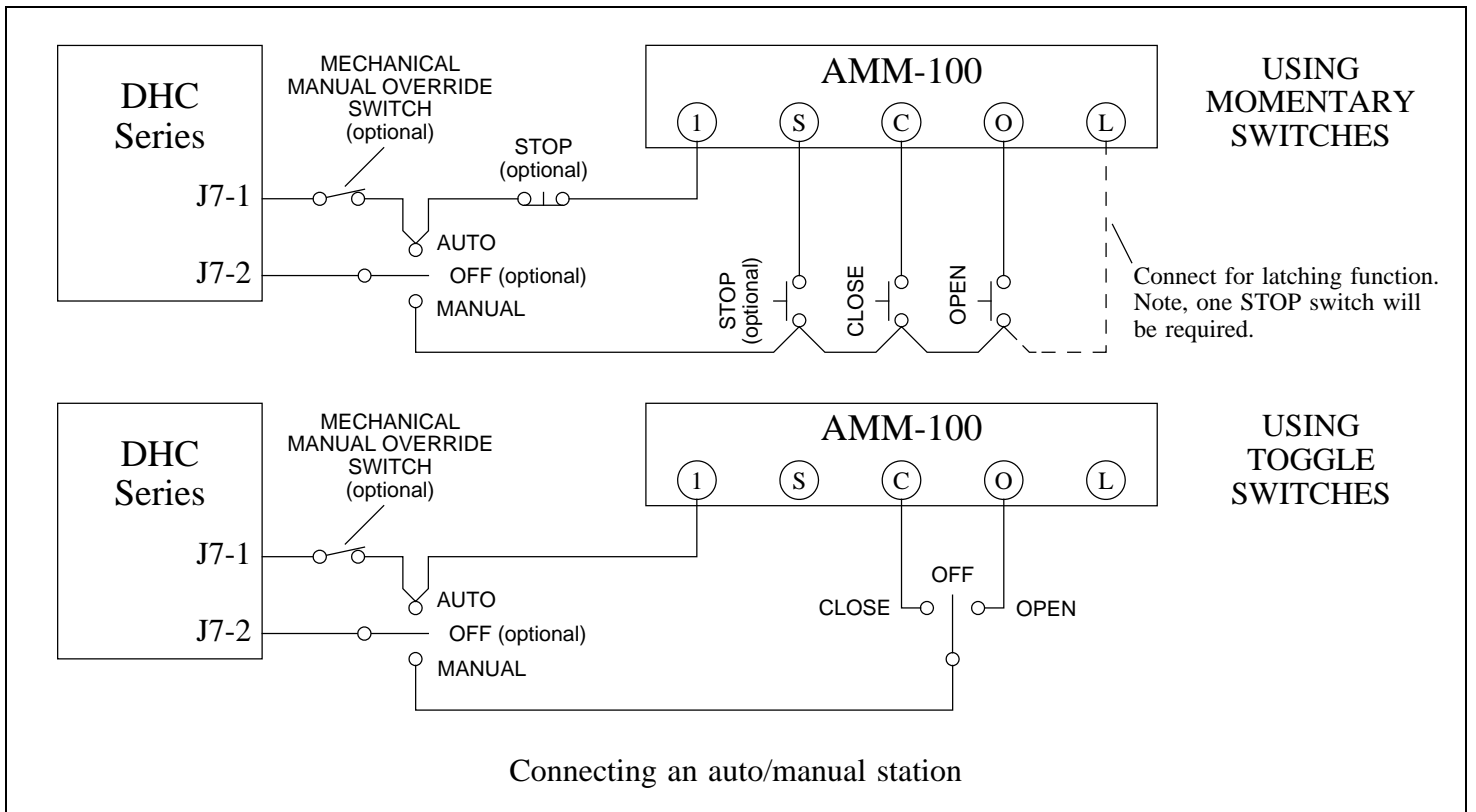 MECHANICAL
MANUAL OVERRIDE
SWITCH
(optional)
DHC
Series
J7-1
J7-2
STOP
(optional)
AUTO
OFF (optional)
MANUAL
AMM-100
1 S C O L
STOP
(optional)
CLOSE
OPEN
Connect for latching function.
Note, one STOP switch will
be required.
USING
MOMENTARY
SWITCHES
MECHANICAL
MANUAL OVERRIDE
SWITCH
(optional)
DHC
Series
J7-1
J7-2
AUTO
OFF (optional)
MANUAL
AMM-100
1 S C O L
OFF
CLOSE OPEN
USING
TOGGLE
SWITCHES
Connecting an auto/manual station